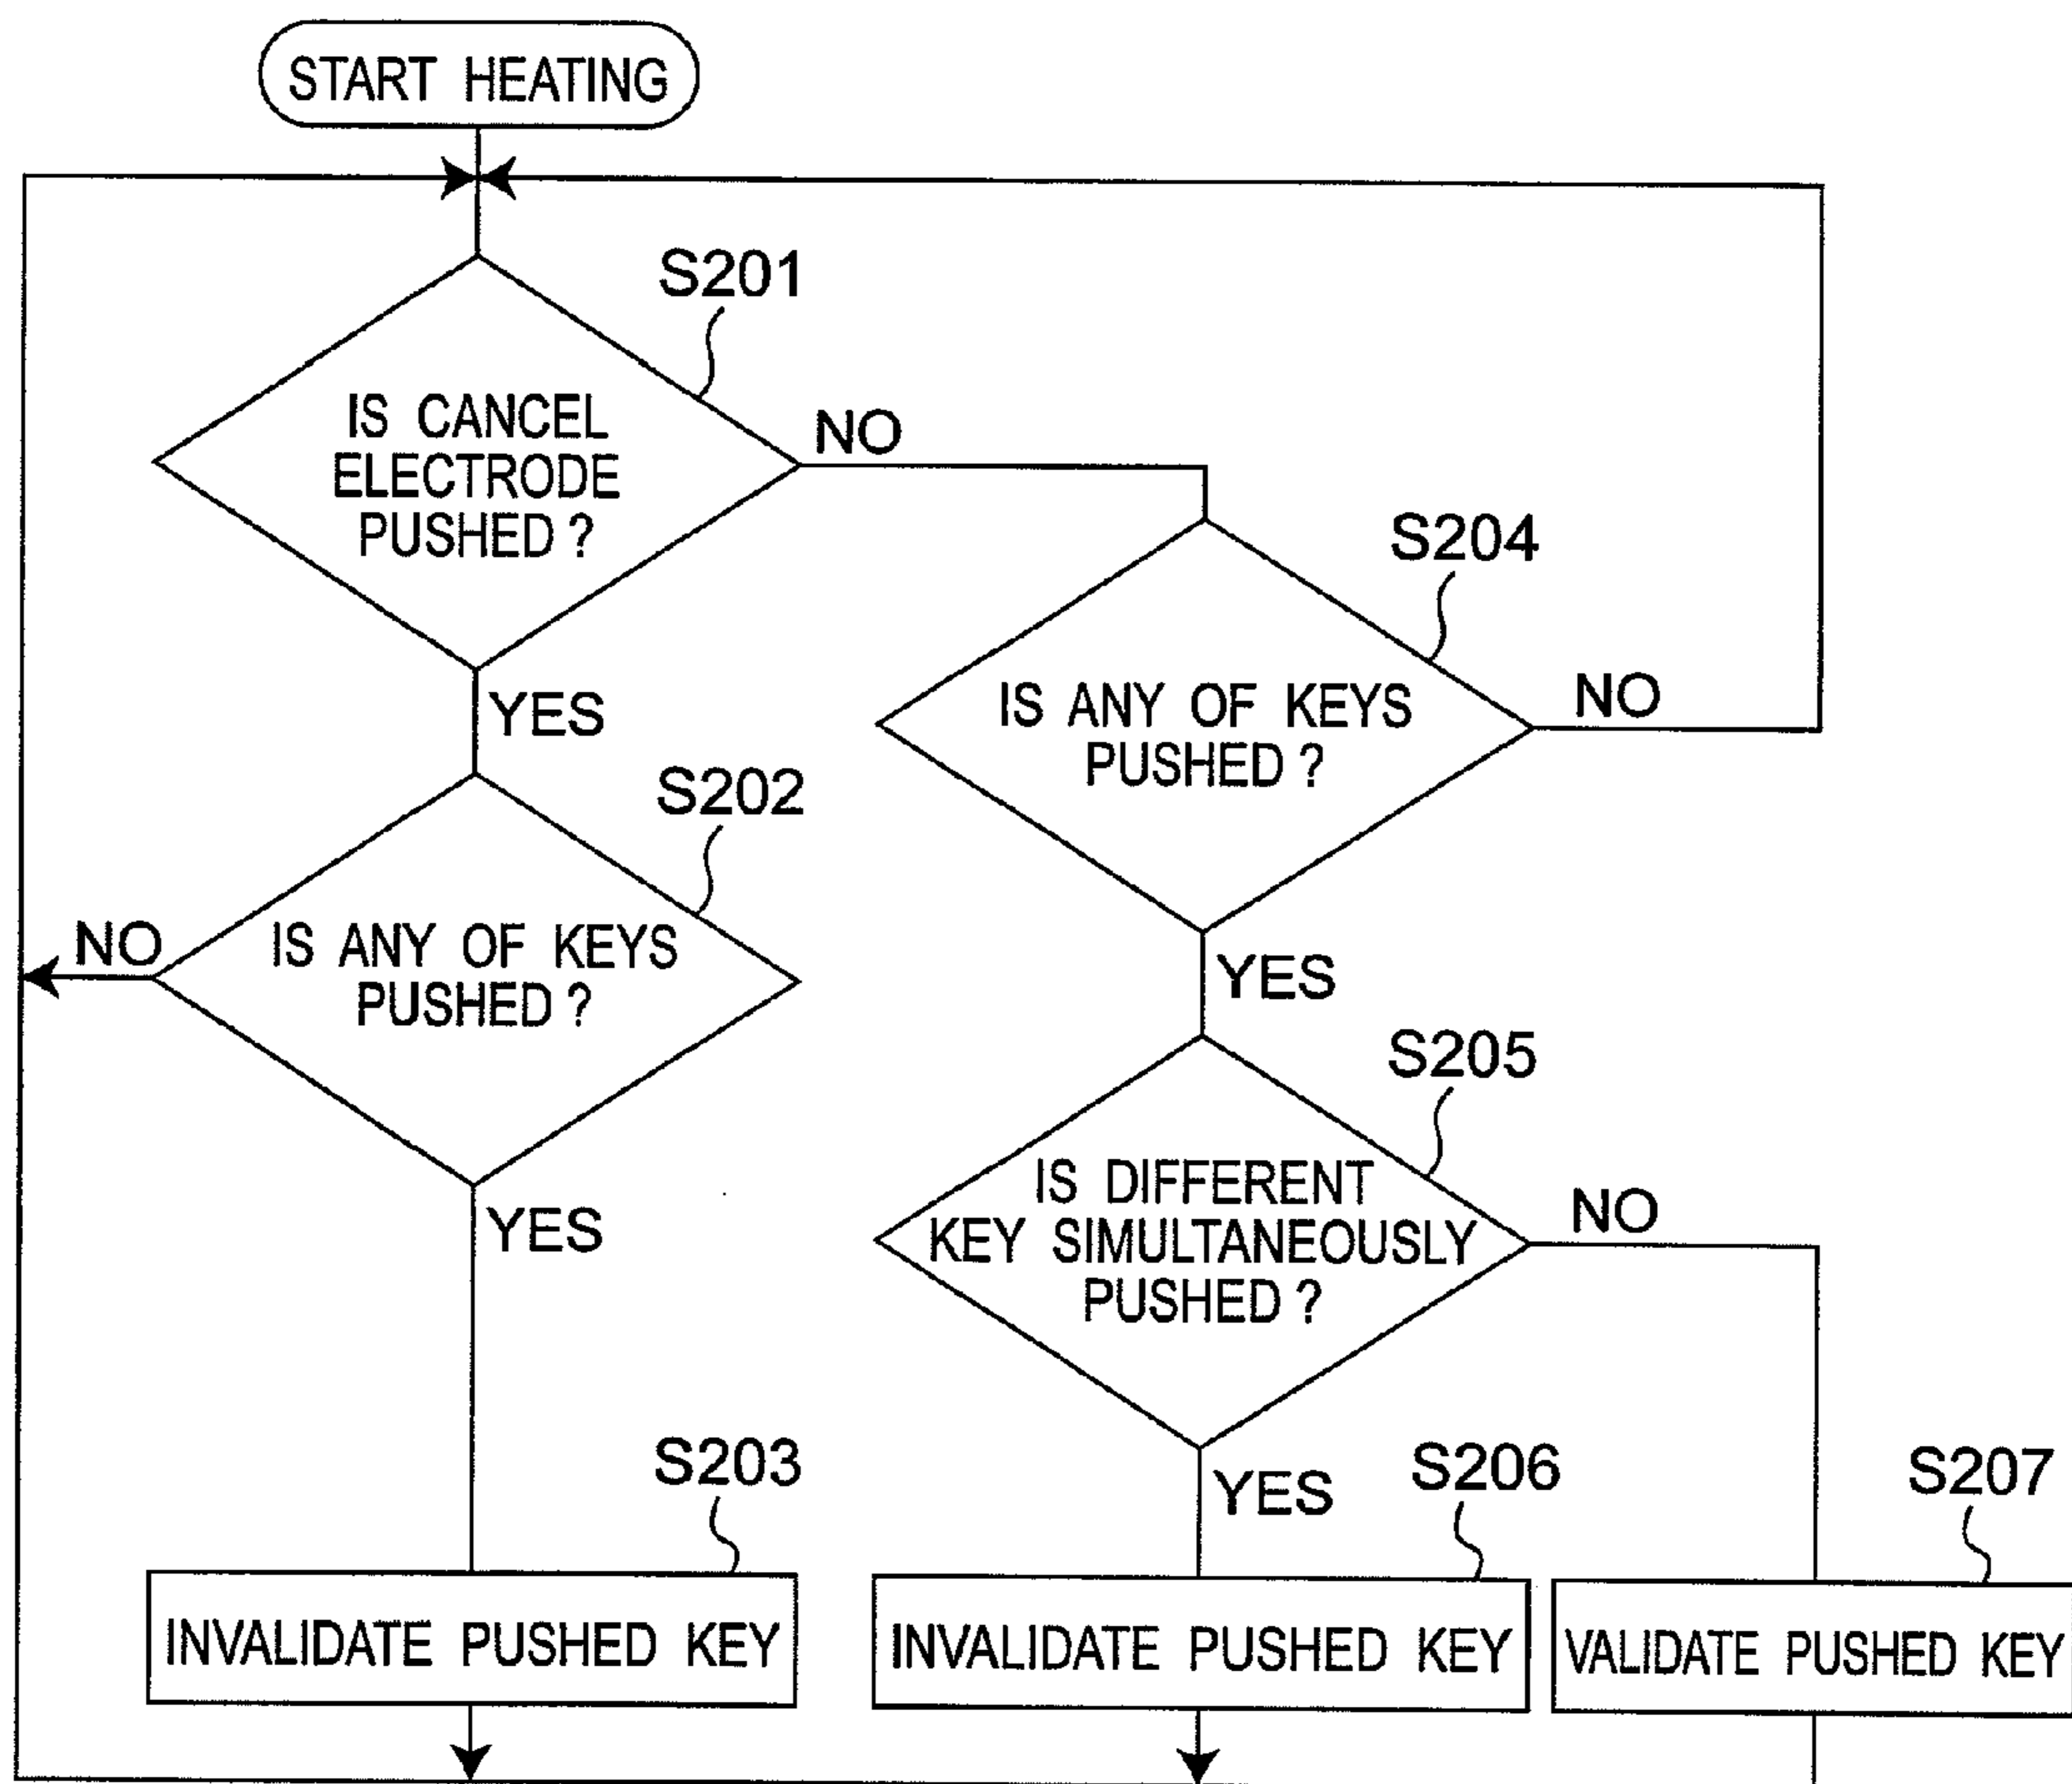 START HEATING
S201
IS CANCEL
ELECTRODE
PUSHED ?
NO
YES
S204
IS ANY OF KEYS
PUSHED ?
NO
YES
S202
IS ANY OF KEYS
PUSHED ?
NO
YES
S205
IS DIFFERENT
KEY SIMULTANEOUSLY
PUSHED ?
NO
YES
S203
INVALIDATE PUSHED KEY
S206
INVALIDATE PUSHED KEY
S207
VALIDATE PUSHED KEY